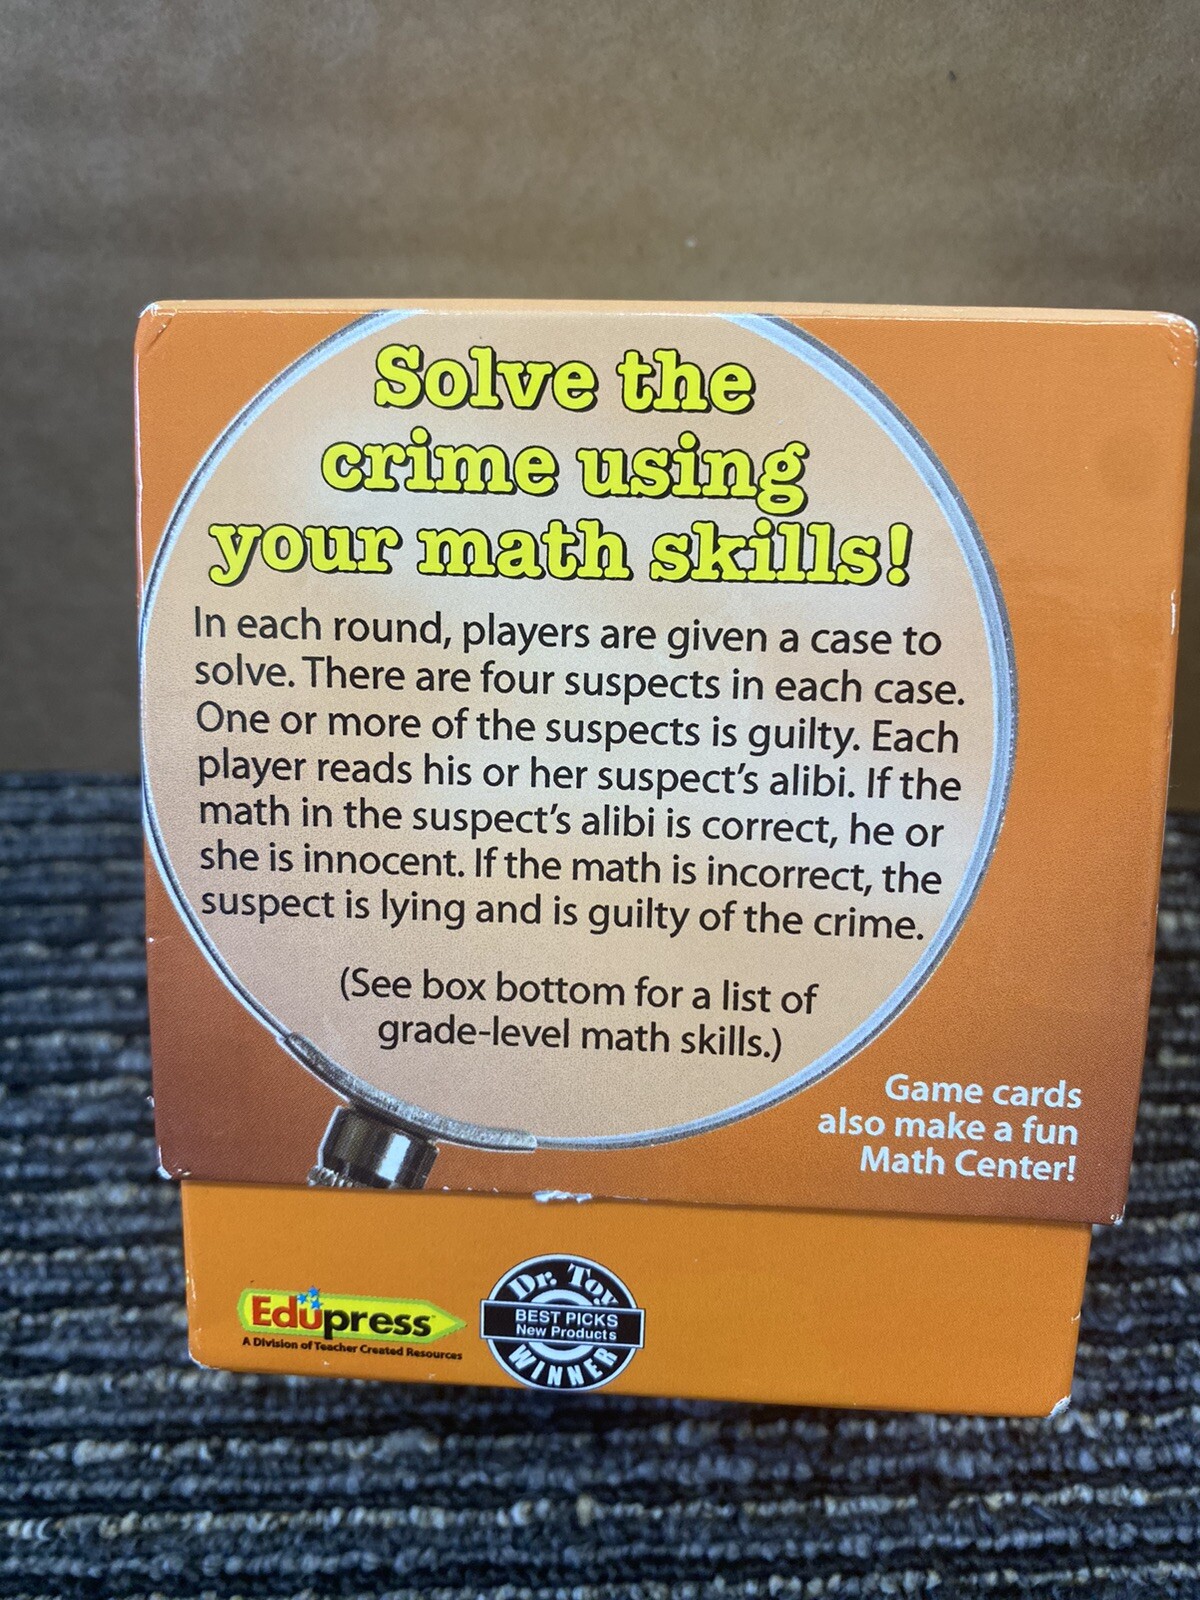 Solve the
crime using
your math skills!
In each round, players are given a case to
solve. There are four suspects in each case.
One or more of the suspects is guilty. Each
player reads his or her suspect's alibi. If the
math in the suspect's alibi is correct, he or
she is innocent. If the math is incorrect, the
suspect is lying and is guilty of the crime.
(See box bottom for a list of
grade-level math skills.)
Game cards
also make a fun
Math Center!
Edupress
A Division of Teacher Created Resources
Dr. Toy
BEST PICKS
New Products
WINNER